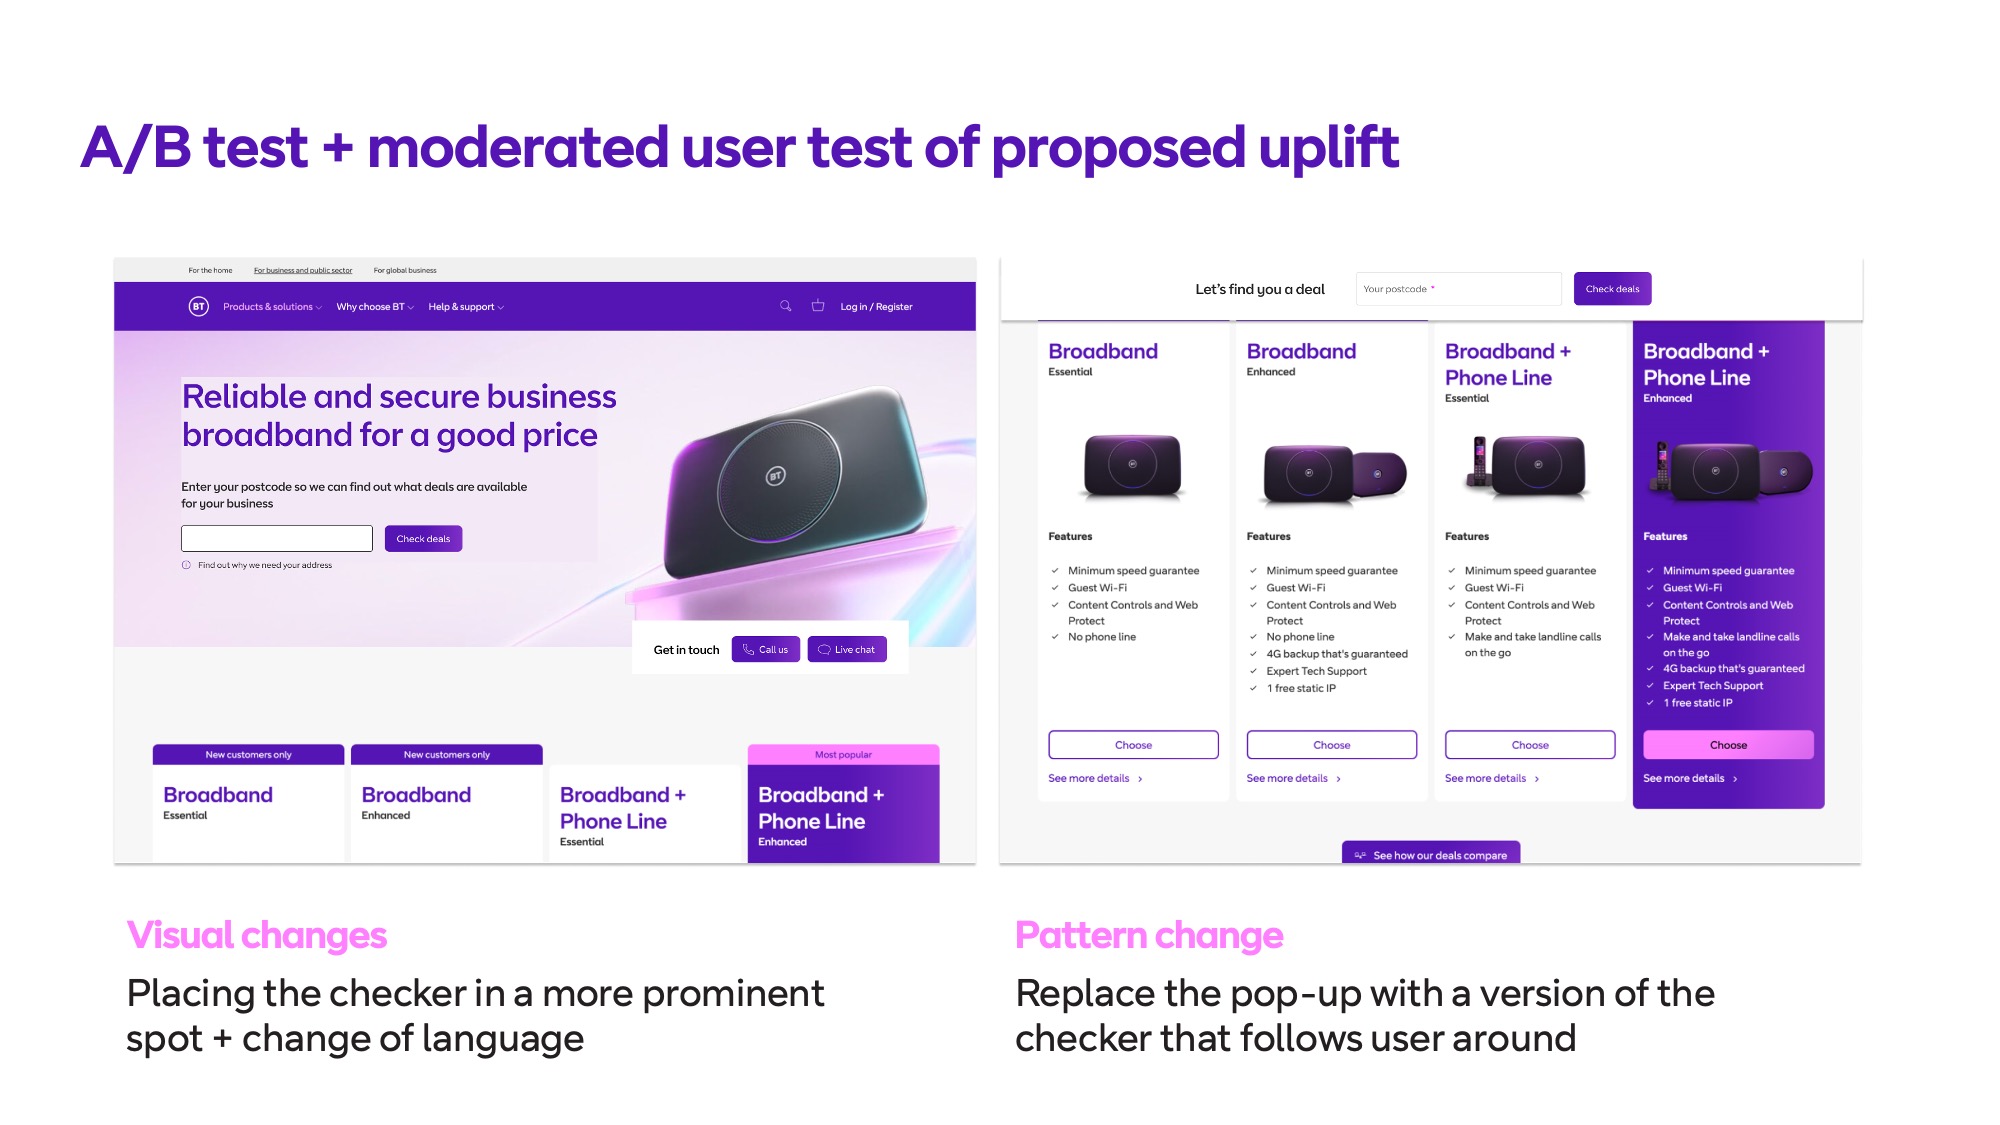 A/B test + moderated user test of proposed uplift
For the home For business and public sector For global business
BT Products & solutions Why choose BT Help & support Log in / Register
Reliable and secure business
broadband for a good price
Enter your postcode so we can find out what deals are available
for your business
Check deals
Find out why we need your address
BT
Get in touch Call us Live chat
New customers only New customers only Most popular
Broadband Broadband Broadband + Broadband +
Phone Line Phone Line
Essential Enhanced
Essential Enhanced
Let's find you a deal Your postcode * Check deals
Broadband
Essential
Features
Minimum speed guarantee
Guest Wi-Fi
Content Controls and Web
Protect
No phone line
Choose
See more details
Broadband
Enhanced
Features
Minimum speed guarantee
Guest Wi-Fi
Content Controls and Web
Protect
No phone line
4G backup that's guaranteed
Expert Tech Support
1 free static IP
Choose
See more details
Broadband +
Phone Line
Essential
Features
Minimum speed guarantee
Guest Wi-Fi
Content Controls and Web
Protect
Make and take landline calls
on the go
Choose
See more details
Broadband +
Phone Line
Enhanced
Features
Minimum speed guarantee
Guest Wi-Fi
Content Controls and Web
Protect
Make and take landline calls
on the go
4G backup that's guaranteed
Expert Tech Support
1 free static IP
Choose
See more details
See how our deals compare
Visual changes
Placing the checker in a more prominent
spot + change of language
Pattern change
Replace the pop-up with a version of the
checker that follows user around